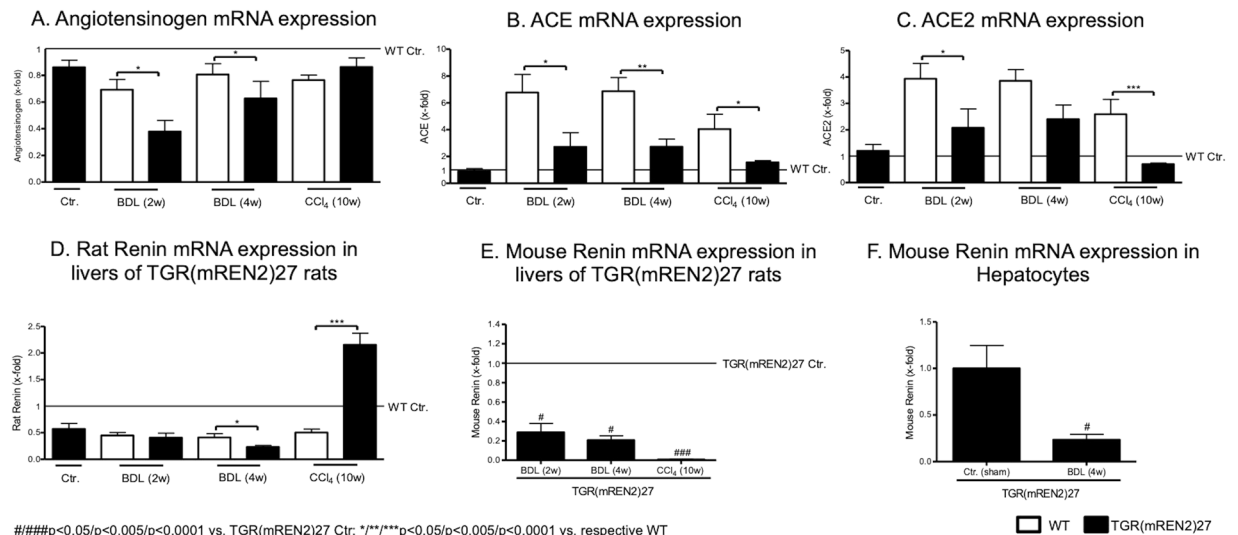 A. Angiotensinogen mRNA expression
Angiotensinogen (x-fold)
1
0.8
0.6
0.4
0.2
0.0
WT Ctr.
*
*
Ctr.
BDL (2w)
BDL (4w)
CCl4 (10w)
B. ACE mRNA expression
ACE (x-fold)
10
8
6
4
2
1
0
WT Ctr.
*
**
*
Ctr.
BDL (2w)
BDL (4w)
CCl4 (10w)
C. ACE2 mRNA expression
ACE2 (x-fold)
5
4
3
2
1
0
WT Ctr.
*
***
Ctr.
BDL (2w)
BDL (4w)
CCl4 (10w)
D. Rat Renin mRNA expression in
livers of TGR(mREN2)27 rats
Rat Renin (x-fold)
2.5
2.0
1.5
1
0.5
0.0
WT Ctr.
*
***
Ctr.
BDL (2w)
BDL (4w)
CCl4 (10w)
E. Mouse Renin mRNA expression in
livers of TGR(mREN2)27 rats
Mouse Renin (x-fold)
1.4
1.2
1.0
0.8
0.6
0.4
0.2
0.0
TGR(mREN2)27 Ctr.
#
#
###
BDL (2w)
BDL (4w)
CCl4 (10w)
TGR(mREN2)27
F. Mouse Renin mRNA expression in
Hepatocytes
Mouse Renin (x-fold)
1.5
1.0
0.5
0.0
#
Ctr. (sham)
BDL (4w)
TGR(mREN2)27
#/###p<0.05/p<0.005/p<0.0001 vs. TGR(mREN2)27 Ctr; */**/***p<0.05/p<0.005/p<0.0001 vs. respective WT
WT
TGR(mREN2)27